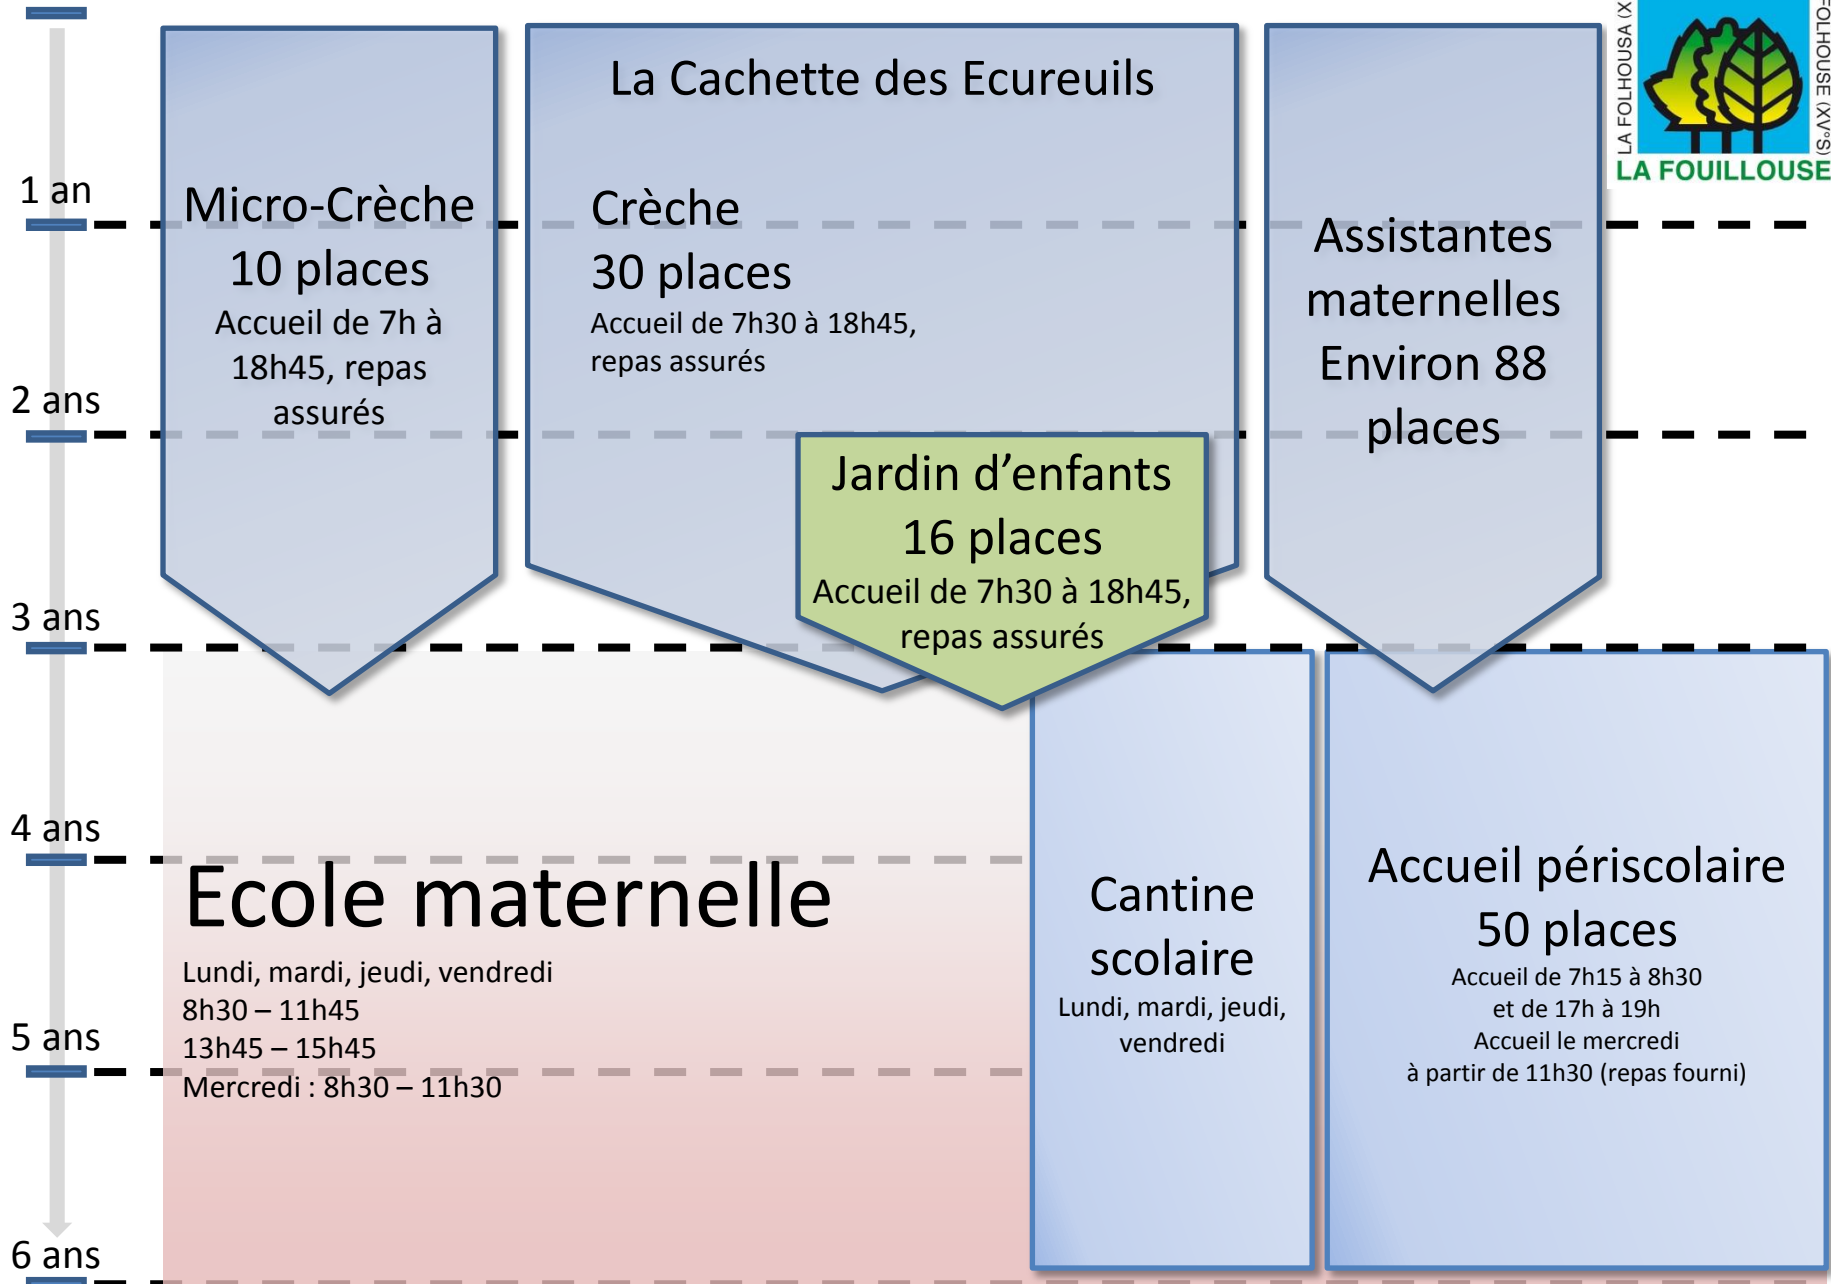 LA FOLHOUSA (X
FOLHOUSE (XV°S)
LA FOUILLOUSE
1 an
2 ans
3 ans
4 ans
5 ans
6 ans
Micro-Crèche
10 places
Accueil de 7h à
18h45, repas
assurés
La Cachette des Ecureuils
Crèche
30 places
Accueil de 7h30 à 18h45,
repas assurés
Jardin d’enfants
16 places
Accueil de 7h30 à 18h45,
repas assurés
Assistantes
maternelles
Environ 88
places
Ecole maternelle
Lundi, mardi, jeudi, vendredi
8h30 – 11h45
13h45 – 15h45
Mercredi : 8h30 – 11h30
Cantine
scolaire
Lundi, mardi, jeudi,
vendredi
Accueil périscolaire
50 places
Accueil de 7h15 à 8h30
et de 17h à 19h
Accueil le mercredi
à partir de 11h30 (repas fourni)